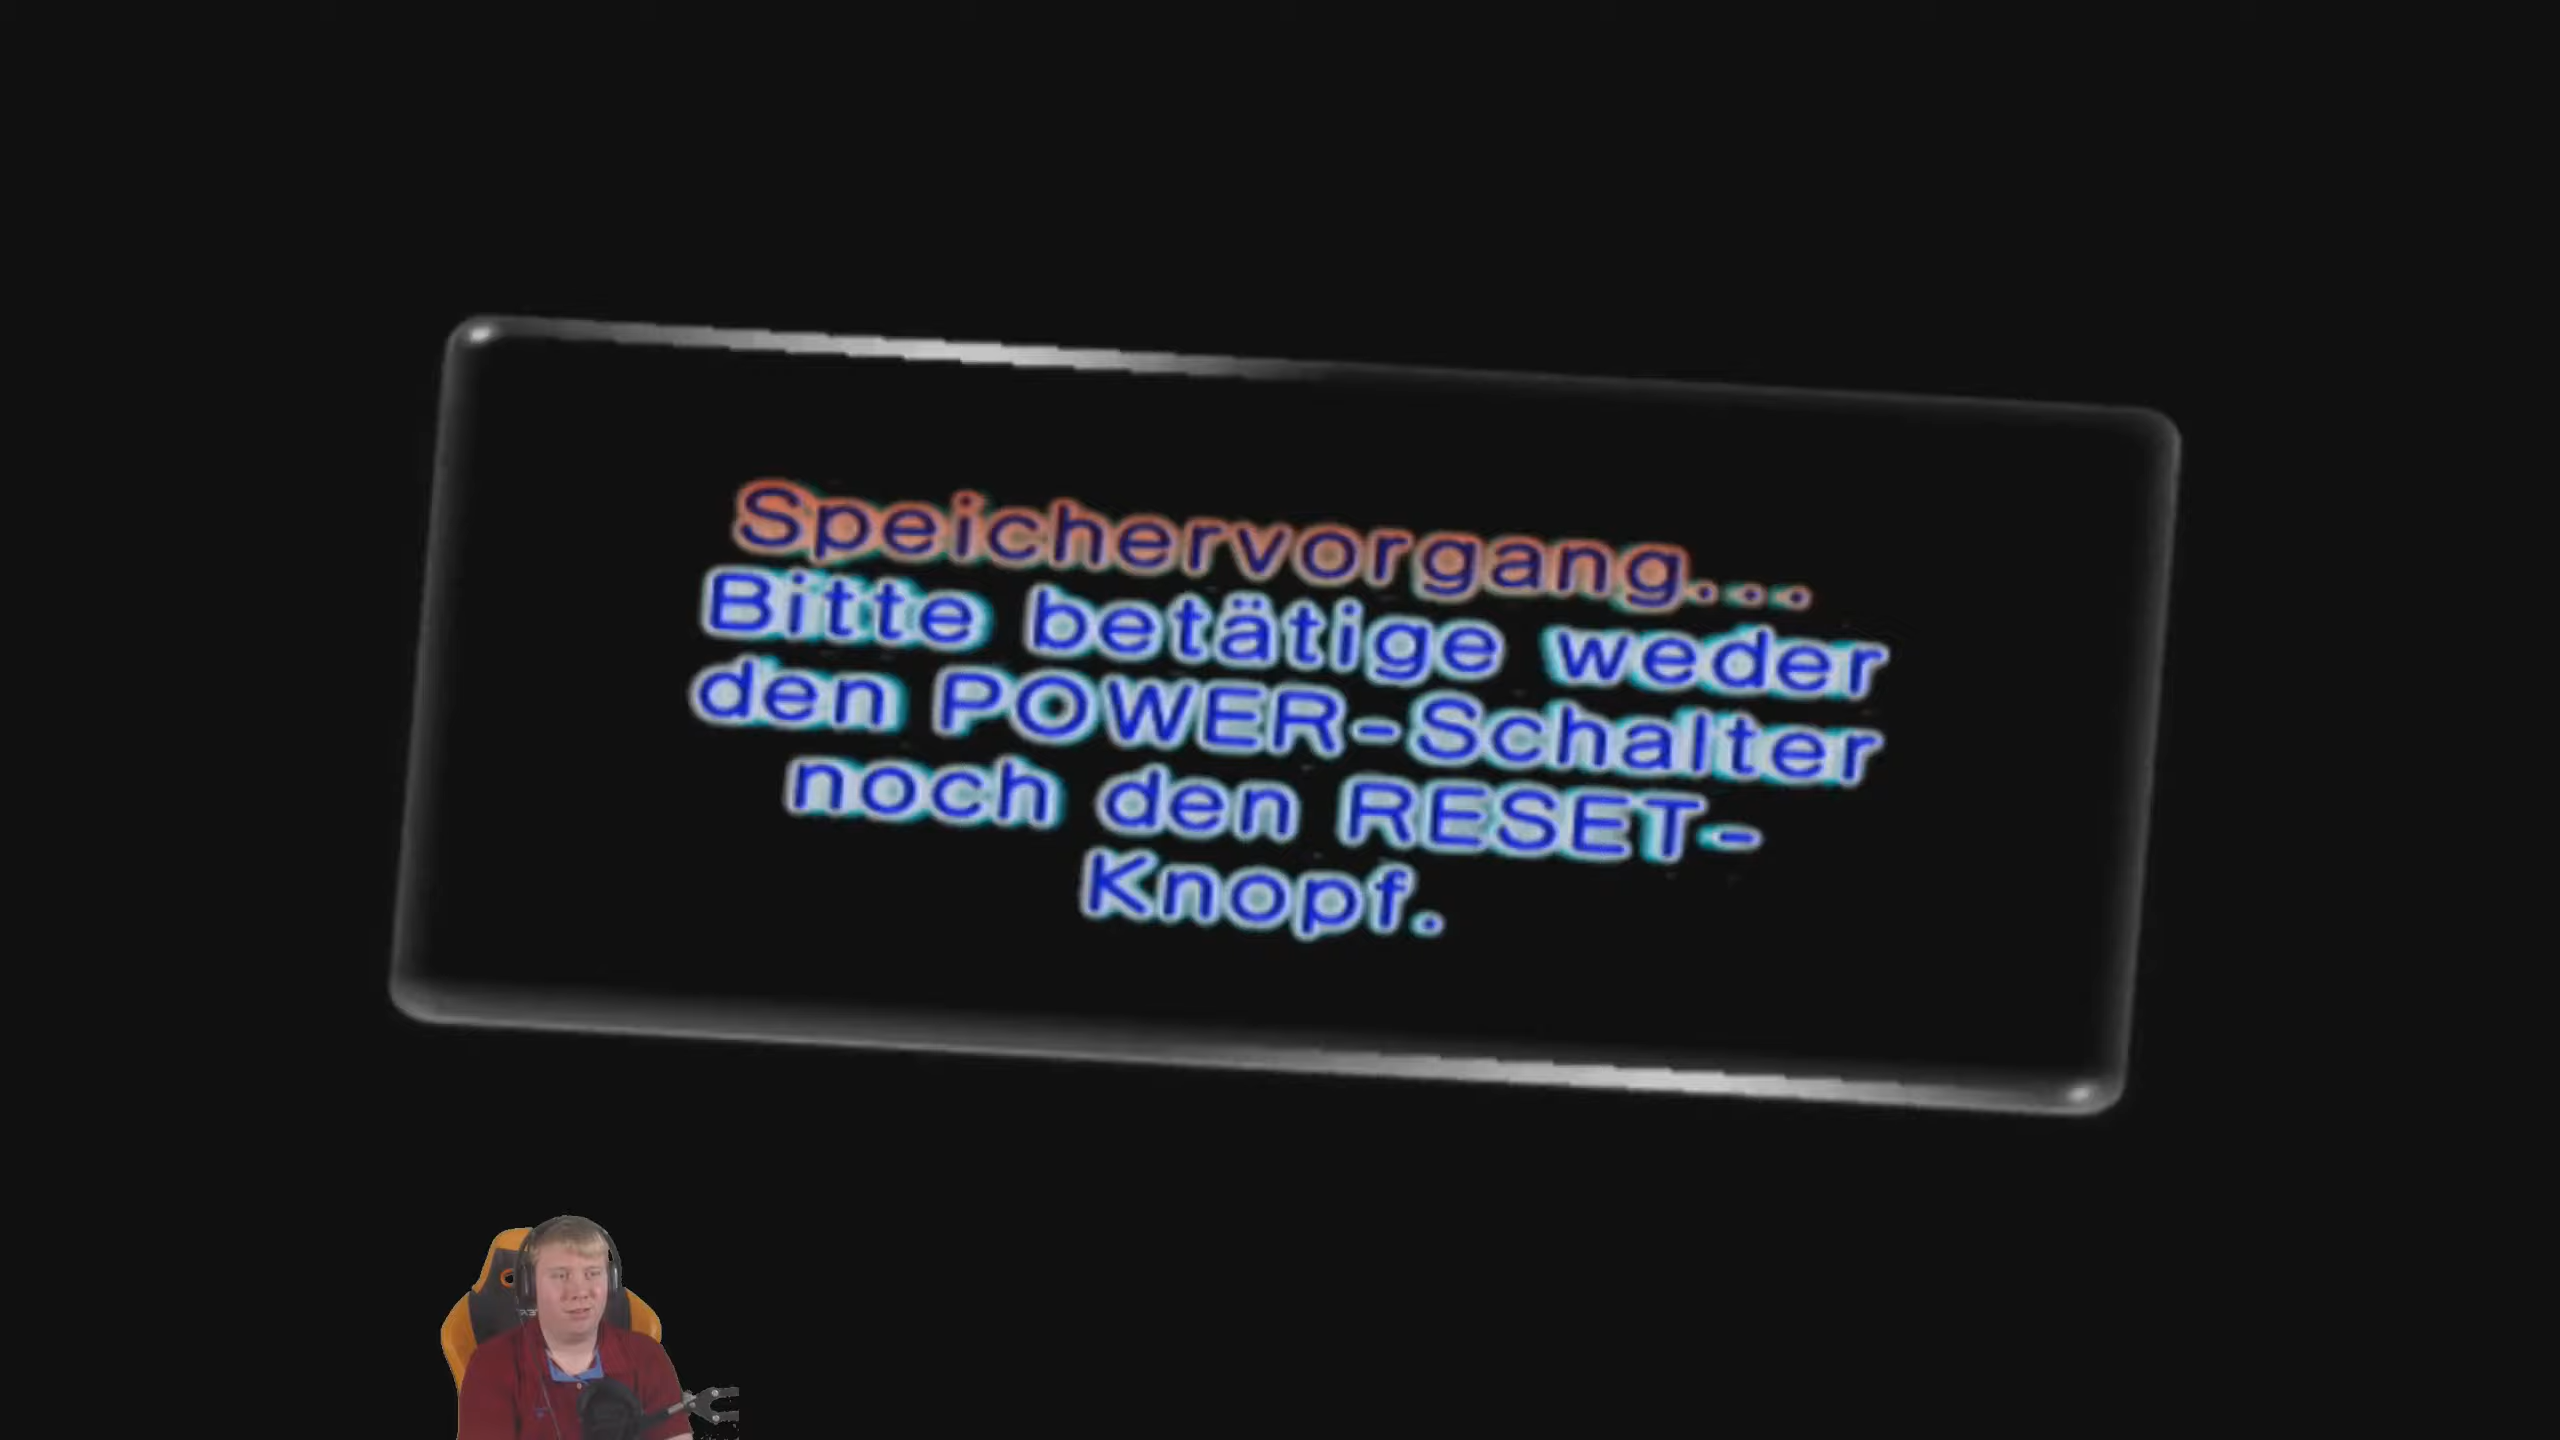 Speichervorgang...
Bitte betätige weder
den POWER-Schalter
noch den RESET-
Knopf.